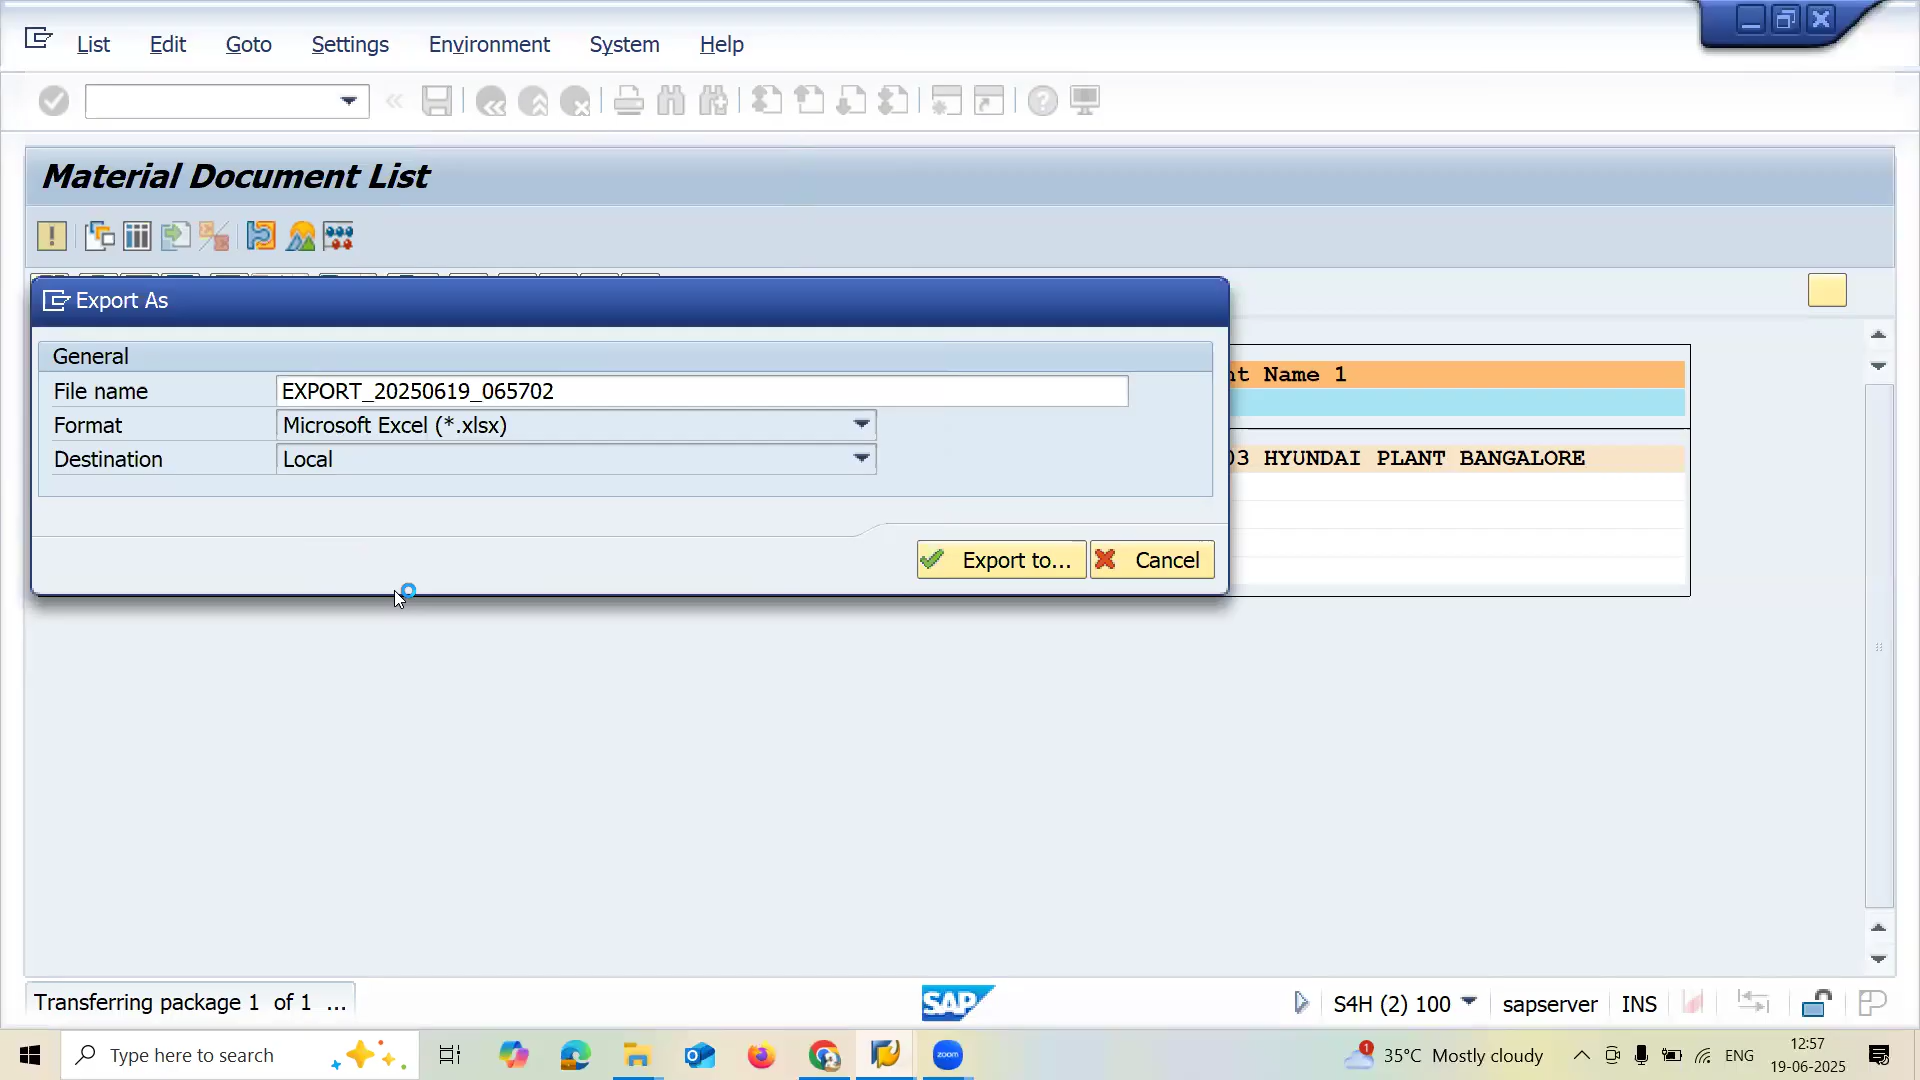 List Edit Goto Settings Environment System Help
Material Document List
Export As
General
File name EXPORT_20250619_065702
Format Microsoft Excel (*.xlsx)
Destination Local
Export to... Cancel
nt Name 1
03 HYUNDAI PLANT BANGALORE
Transferring package 1 of 1 ...
SAP
S4H (2) 100 sapserver INS
Type here to search
zoom
1
35°C Mostly cloudy
ENG
12:57
19-06-2025